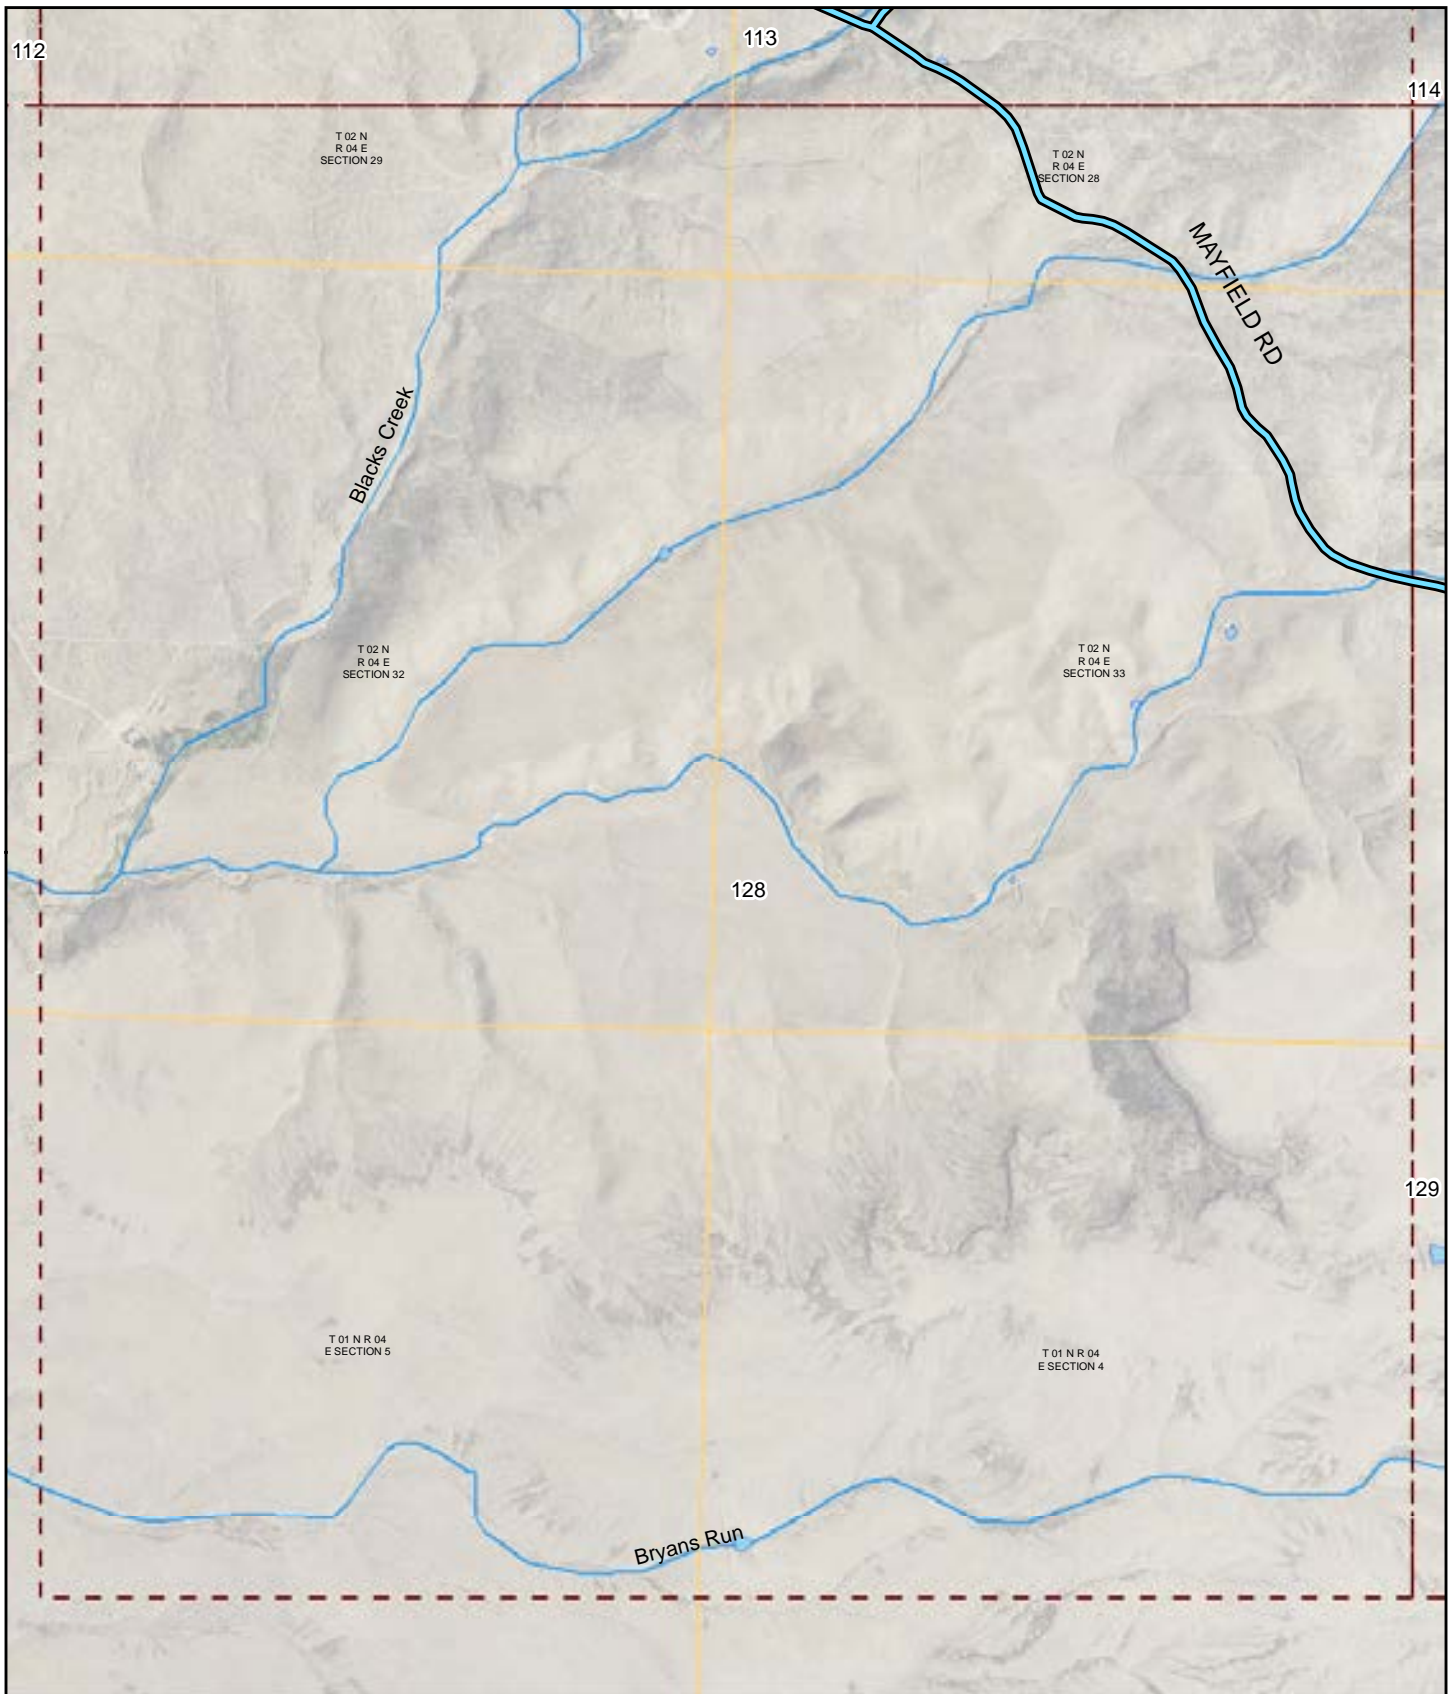 112
113
114
T 02 N
R 04 E
SECTION 29
T 02 N
R 04 E
SECTION 28
MAYFIELD RD
Blacks Creek
T 02 N
R 04 E
SECTION 32
T 02 N
R 04 E
SECTION 33
128
129
T 01 N R 04
E SECTION 5
T 01 N R 04
E SECTION 4
Bryans Run